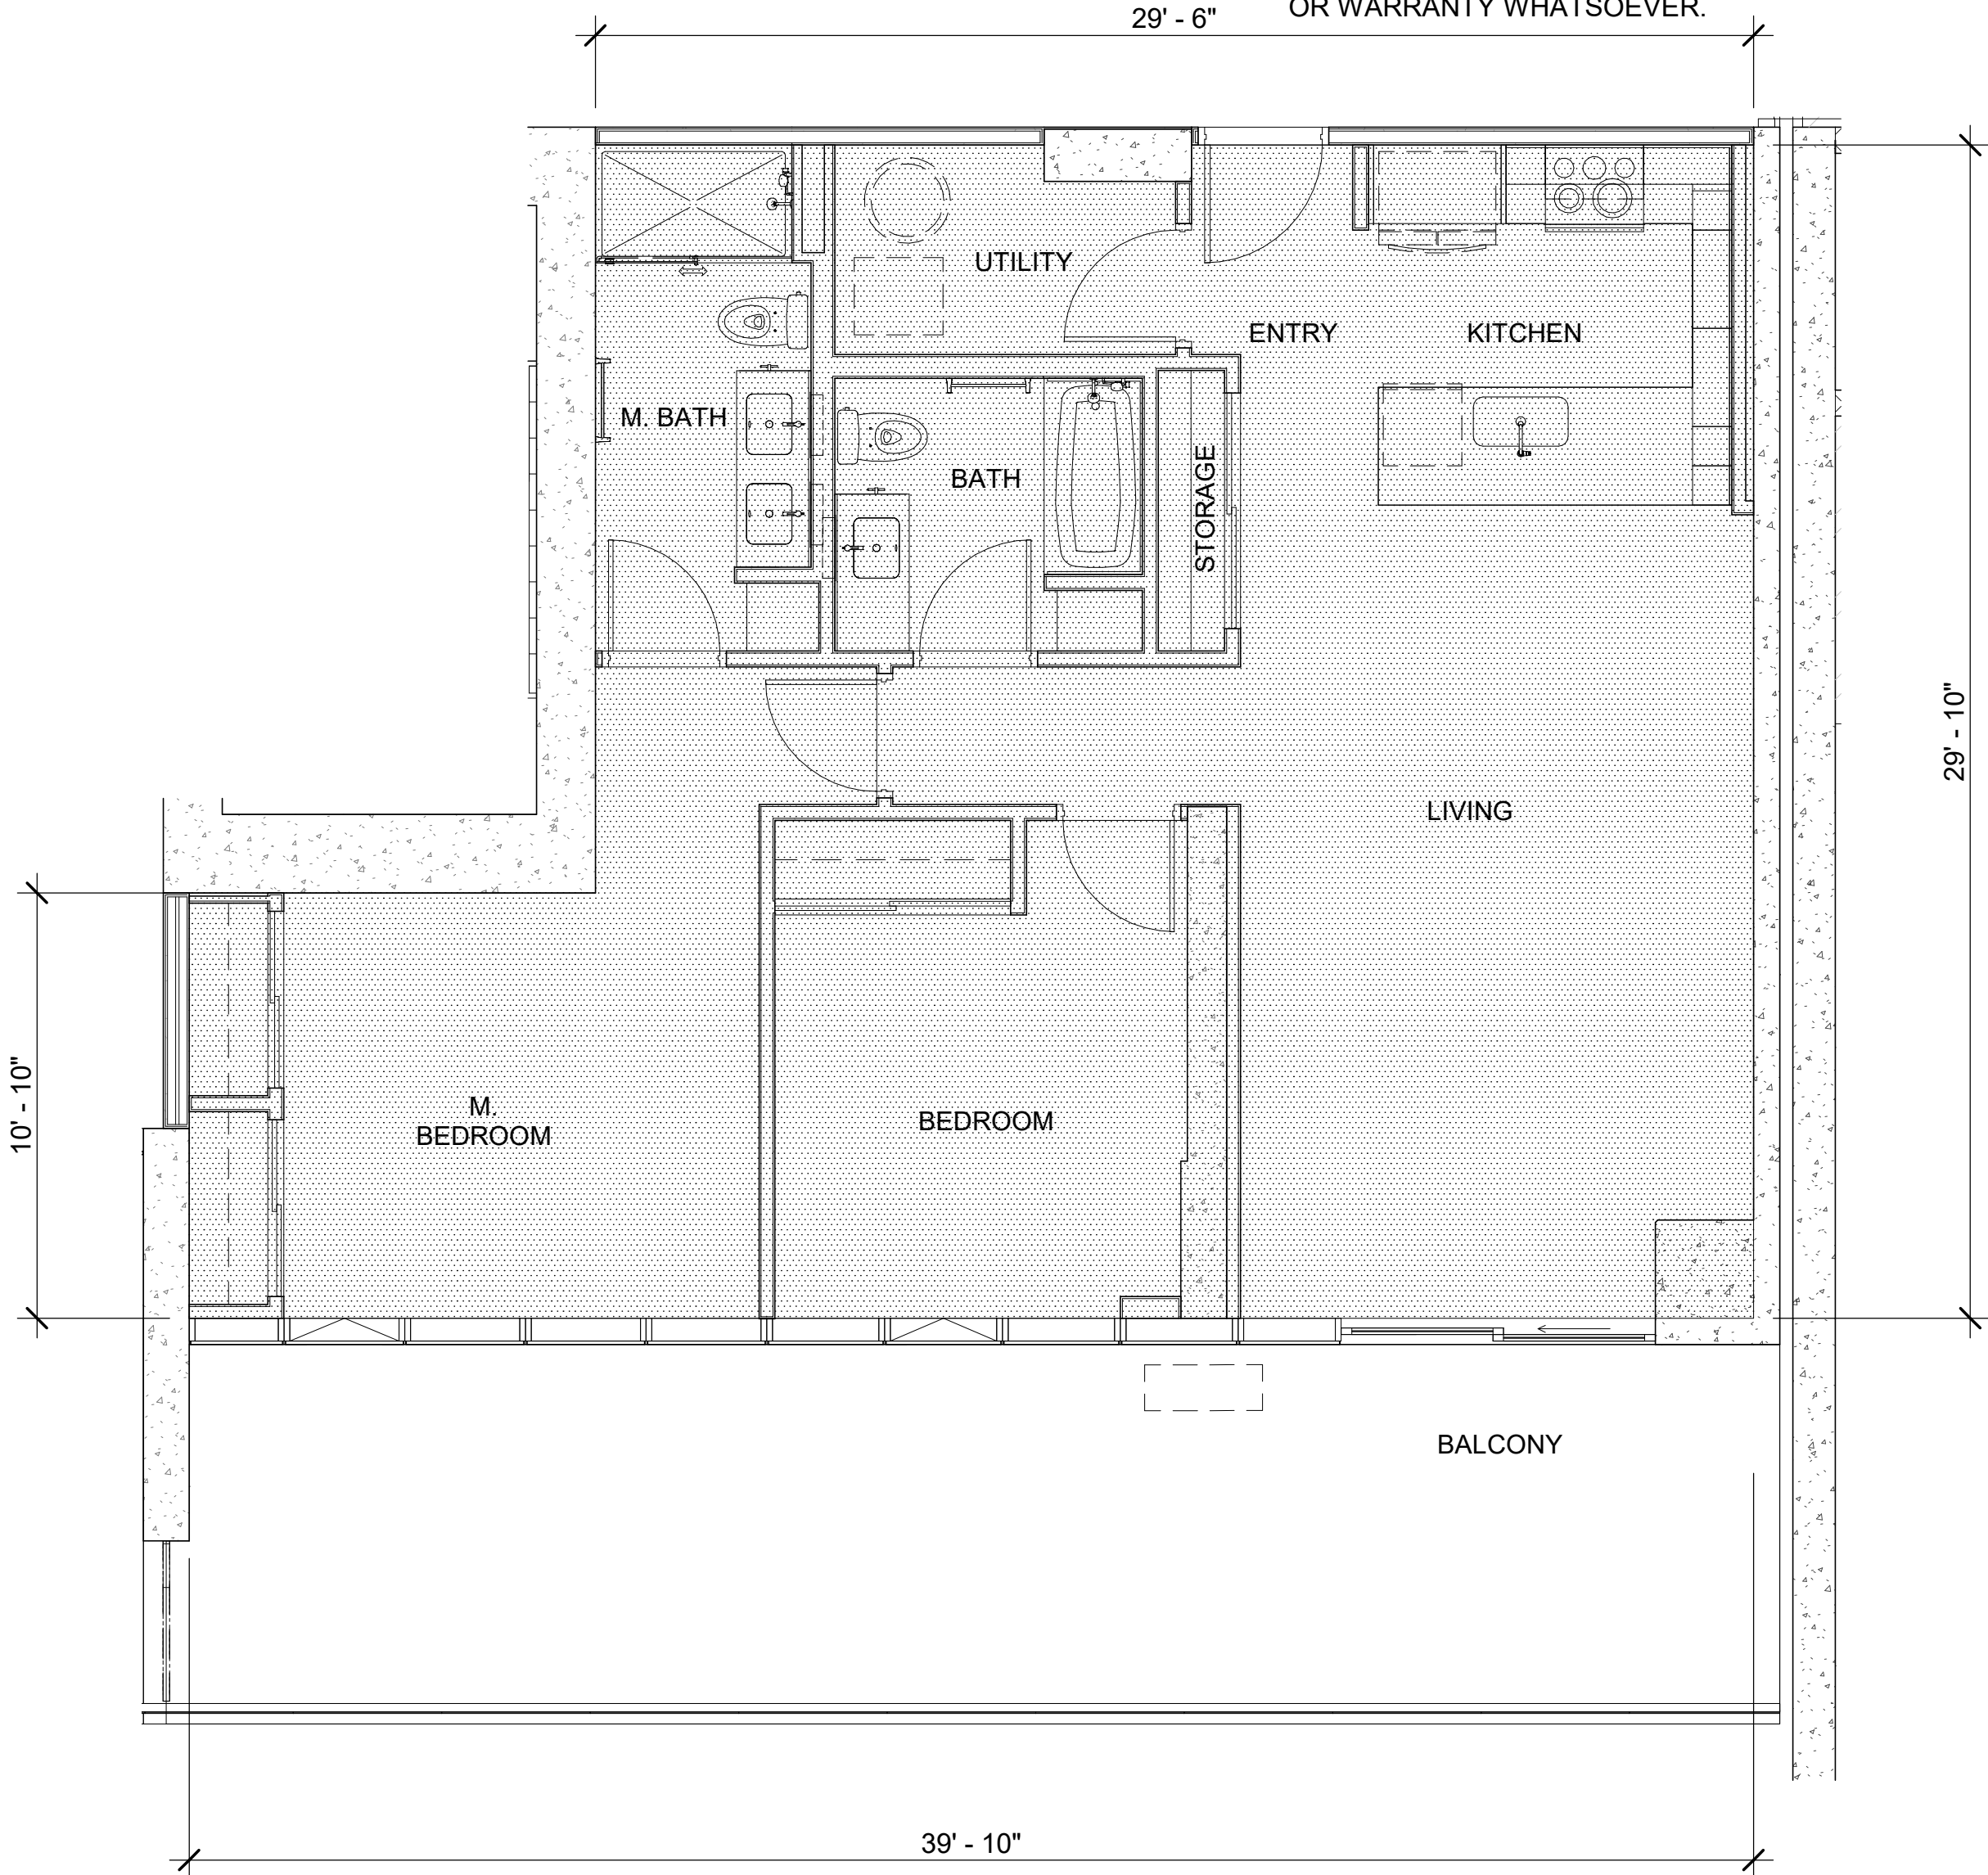 OR WARRANTY WHATSOEVER.
29' - 6"
UTILITY
ENTRY
KITCHEN
M. BATH
BATH
STORAGE
29' - 10"
LIVING
10' - 10"
M.
BEDROOM
BEDROOM
BALCONY
39' - 10"